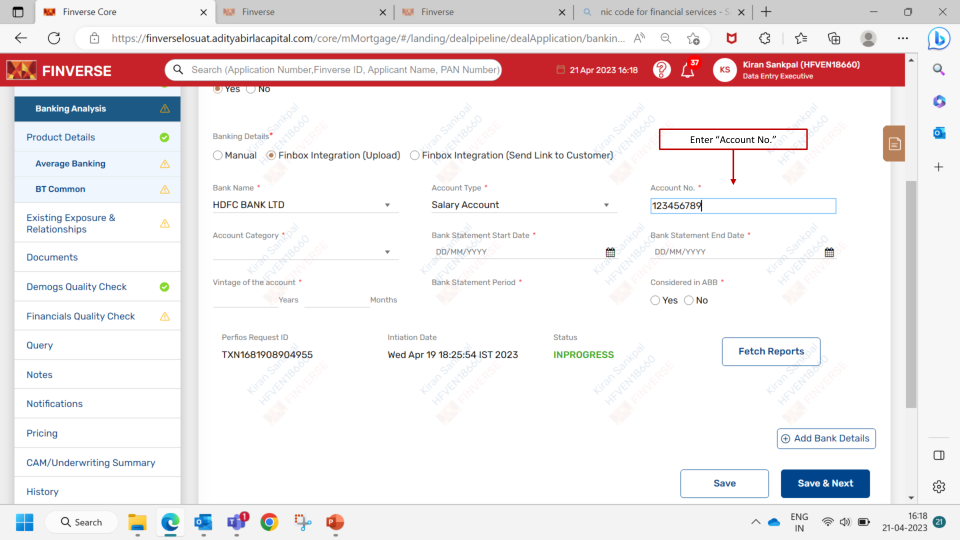 Finverse Core
Finverse
Finverse
nic code for financial services - S
https://finverselosuat.adityabirlacapital.com/core/mMortgage/#/landing/dealpipeline/dealApplication/bankin...
FINVERSE
Search (Application Number,Finverse ID, Applicant Name, PAN Number)
21 Apr 2023 16:18
37
KS
Kiran Sankpal (HFVEN18660)
Data Entry Executive
Yes No
Banking Analysis
Product Details
Average Banking
BT Common
Existing Exposure &
Relationships
Documents
Demogs Quality Check
Financials Quality Check
Query
Notes
Notifications
Pricing
CAM/Underwriting Summary
History
Banking Details*
Manual Finbox Integration (Upload) Finbox Integration (Send Link to Customer)
Enter “Account No.”
Bank Name * Account Type * Account No. *
HDFC BANK LTD Salary Account 123456789
Account Category * Bank Statement Start Date * Bank Statement End Date *
DD/MM/YYYY DD/MM/YYYY
Vintage of the account * Bank Statement Period * Considered in ABB *
Years Months Yes No
Perfios Request ID Intiation Date Status
TXN1681908904955 Wed Apr 19 18:25:54 IST 2023 INPROGRESS
Fetch Reports
Add Bank Details
Save Save & Next
Kiran Sankpal
HFVEN18660
FINVERSE
Search
1
ENG
IN
16:18
21-04-2023
21